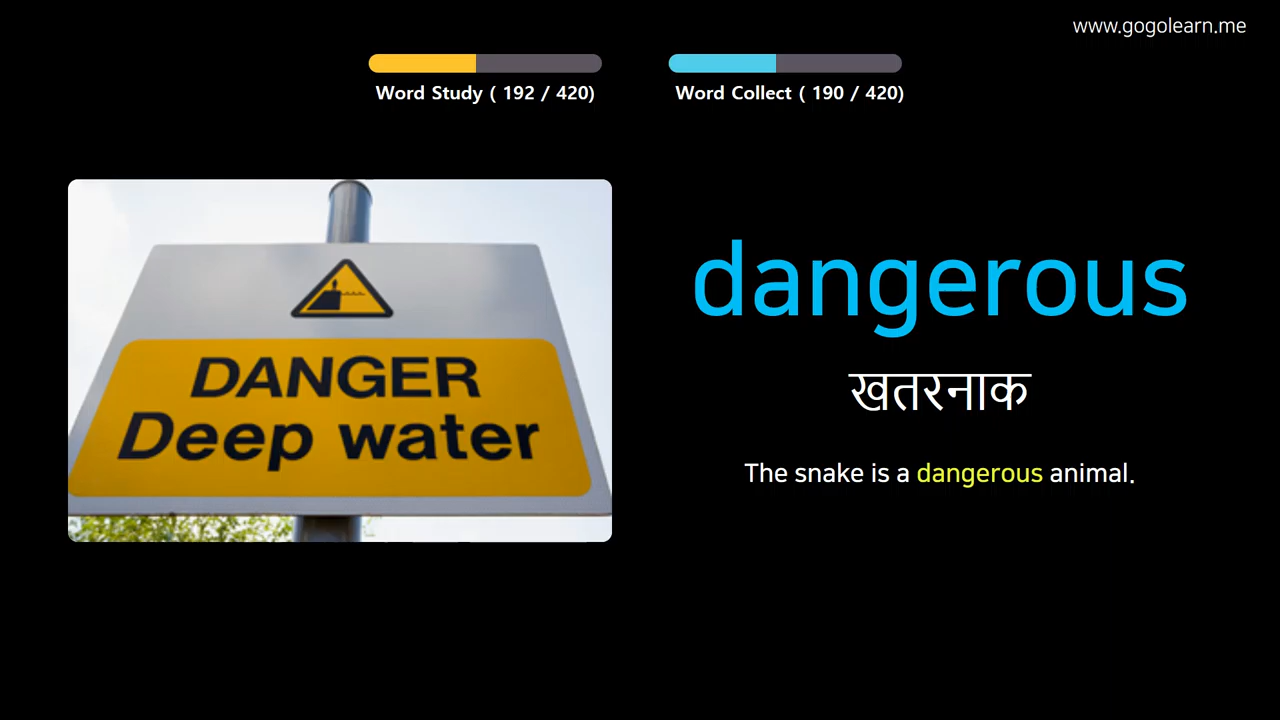 www.gogolearn.me
Word Study ( 192 / 420)
Word Collect ( 190 / 420)
DANGER
Deep water
dangerous
खतरनाक
The snake is a dangerous animal.